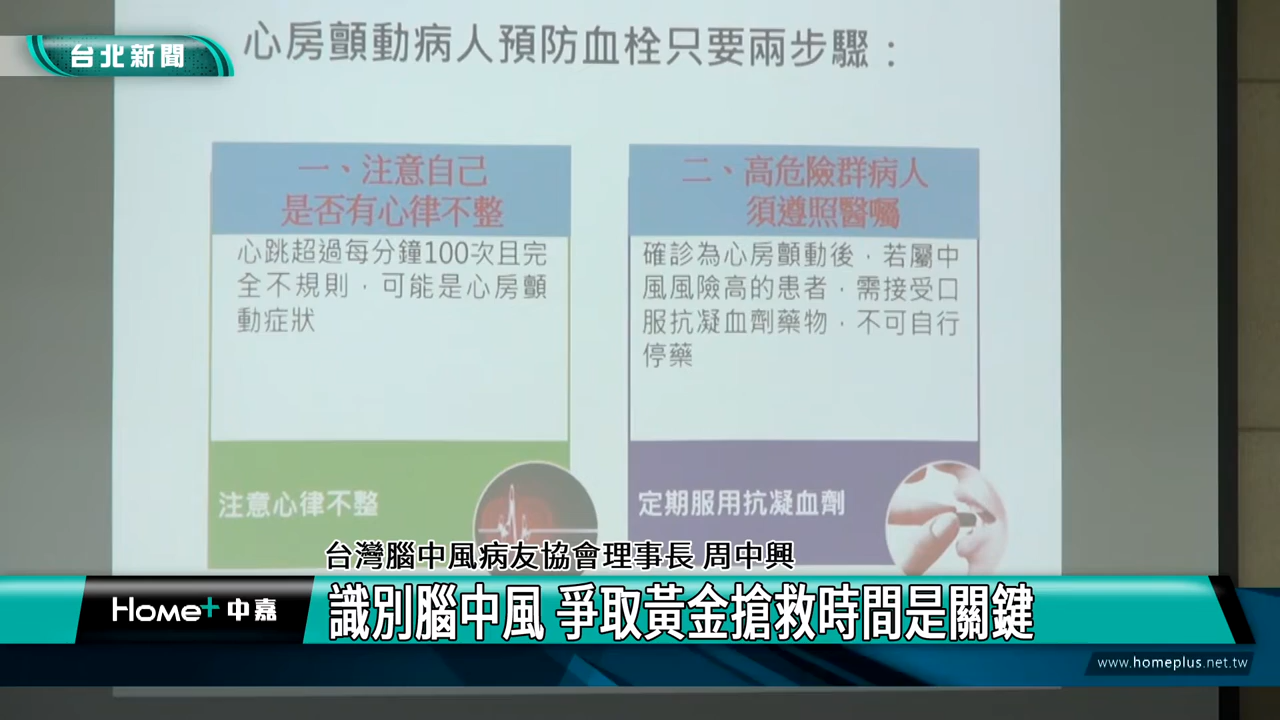 台北新聞
心房顫動病人預防血栓只要兩步驟：
一、注意自己
是否有心律不整
心跳超過每分鐘100次且完
全不規則，可能是心房顫
動症狀
注意心律不整
二、高危險群病人
須遵照醫囑
確診為心房顫動後，若屬中
風風險高的患者，需接受口
服抗凝血劑藥物，不可自行
停藥
定期服用抗凝血劑
台灣腦中風病友協會理事長 周中興
Home+中嘉
識別腦中風 爭取黃金搶救時間是關鍵
www.homeplus.net.tw